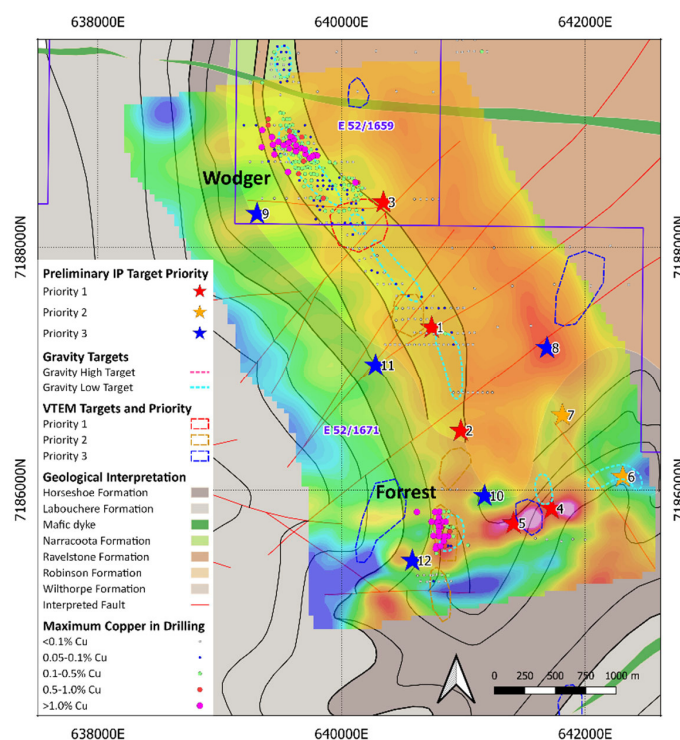 638000E 640000E 642000E
7188000N
7186000N
E 52/1659
Wodger
3
9
1
8
11
2
7
E 52/1671
6
Forrest
10
4
5
12
Preliminary IP Target Priority
Priority 1
Priority 2
Priority 3
Gravity Targets
Gravity High Target
Gravity Low Target
VTEM Targets and Priority
Priority 1
Priority 2
Priority 3
Geological Interpretation
Horseshoe Formation
Labouchere Formation
Mafic dyke
Narracoota Formation
Ravelstone Formation
Robinson Formation
Wilthorpe Formation
Interpreted Fault
Maximum Copper in Drilling
<0.1% Cu
0.05-0.1% Cu
0.1-0.5% Cu
0.5-1.0% Cu
>1.0% Cu
0 250 500 750 1000 m
7188000N
7186000N
638000E 640000E 642000E